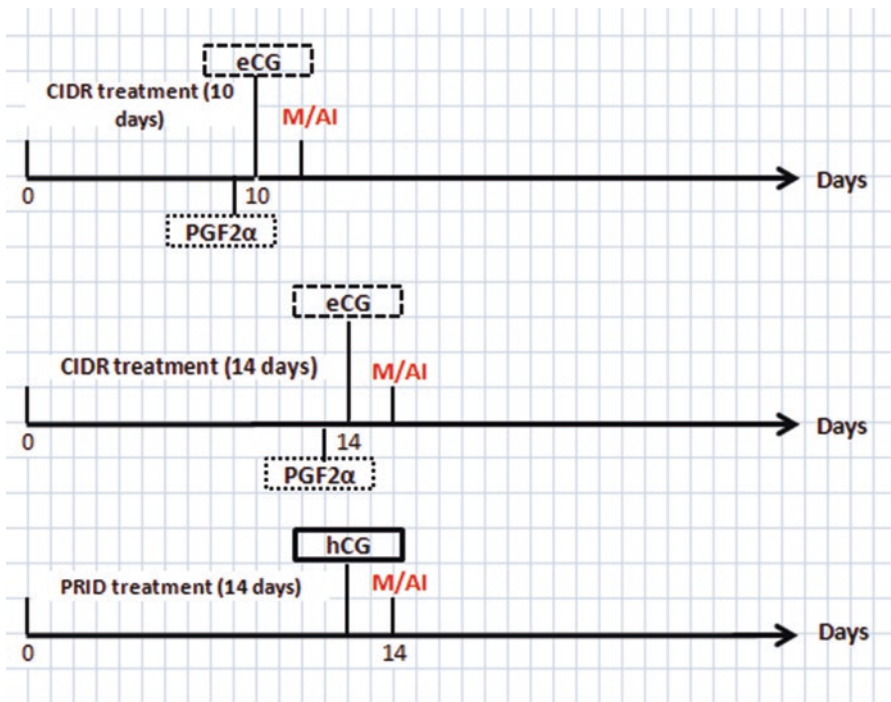 eCG
CIDR treatment (10
days)
M/AI
0
10
Days
PGF2α
eCG
CIDR treatment (14 days)
M/AI
0
14
Days
PGF2α
hCG
PRID treatment (14 days)
M/AI
0
14
Days